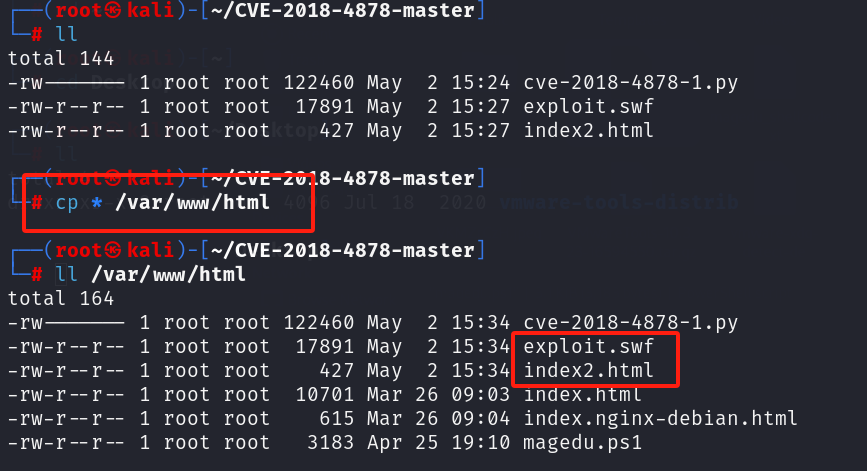 ┌──(root㉿kali)-[~/CVE-2018-4878-master]
└─# ll
total 144
-rw------- 1 root root 122460 May  2 15:24 cve-2018-4878-1.py
-rw-r--r-- 1 root root  17891 May  2 15:27 exploit.swf
-rw-r--r-- 1 root root    427 May  2 15:27 index2.html
┌──(root㉿kali)-[~/CVE-2018-4878-master]
└─# cp * /var/www/html
┌──(root㉿kali)-[~/CVE-2018-4878-master]
└─# ll /var/www/html
total 164
-rw------- 1 root root 122460 May  2 15:34 cve-2018-4878-1.py
-rw-r--r-- 1 root root  17891 May  2 15:34 exploit.swf
-rw-r--r-- 1 root root    427 May  2 15:34 index2.html
-rw-r--r-- 1 root root  10701 Mar 26 09:03 index.html
-rw-r--r-- 1 root root    615 Mar 26 09:04 index.nginx-debian.html
-rw-r--r-- 1 root root   3183 Apr 25 19:10 magedu.ps1